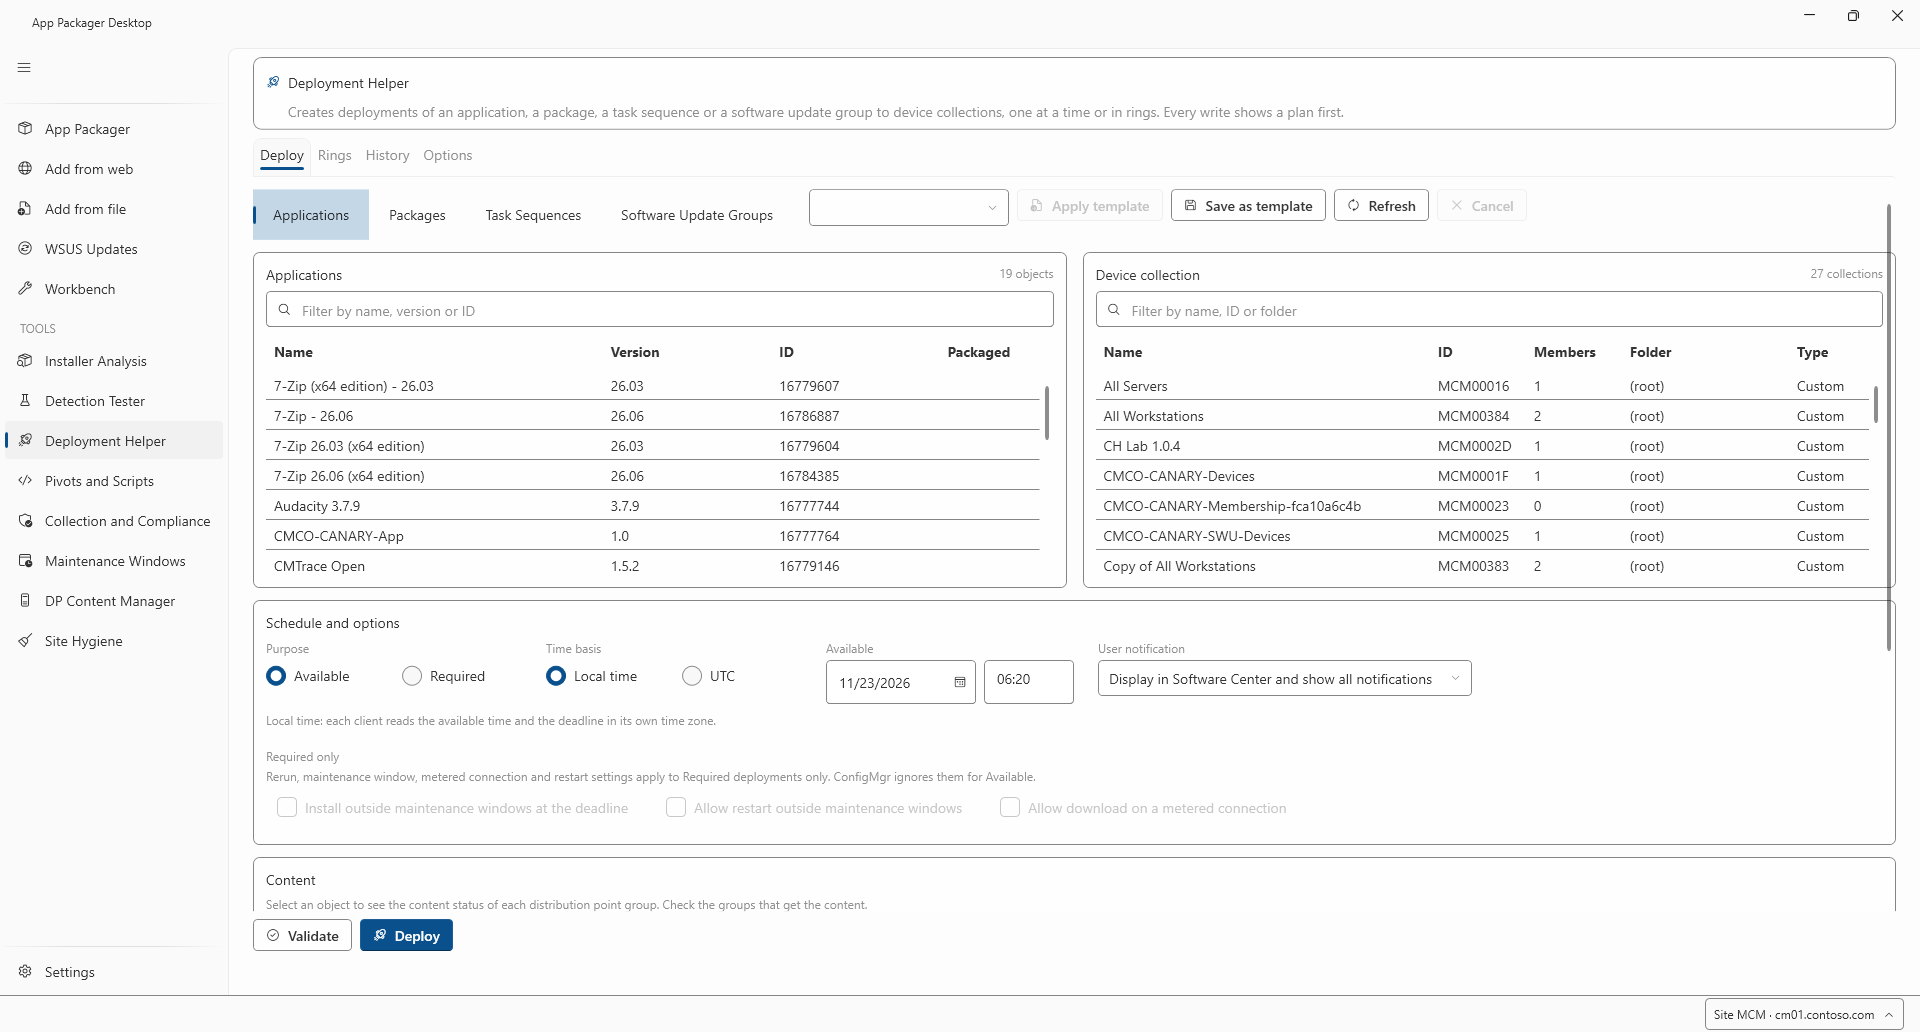 App Packager Desktop
App Packager
Add from web
Add from file
WSUS Updates
Workbench
TOOLS
Installer Analysis
Detection Tester
Deployment Helper
Pivots and Scripts
Collection and Compliance
Maintenance Windows
DP Content Manager
Site Hygiene
Settings
Deployment Helper
Creates deployments of an application, a package, a task sequence or a software update group to device collections, one at a time or in rings. Every write shows a plan first.
Deploy Rings History Options
Applications Packages Task Sequences Software Update Groups Apply template Save as template Refresh Cancel
Applications 19 objects
Filter by name, version or ID
Name Version ID Packaged
7-Zip (x64 edition) - 26.03 26.03 16779607
7-Zip - 26.06 26.06 16786887
7-Zip 26.03 (x64 edition) 26.03 16779604
7-Zip 26.06 (x64 edition) 26.06 16784385
Audacity 3.7.9 3.7.9 16777744
CMCO-CANARY-App 1.0 16777764
CMTrace Open 1.5.2 16779146
Device collection 27 collections
Filter by name, ID or folder
Name ID Members Folder Type
All Servers MCM00016 1 (root) Custom
All Workstations MCM00384 2 (root) Custom
CH Lab 1.0.4 MCM0002D 1 (root) Custom
CMCO-CANARY-Devices MCM0001F 1 (root) Custom
CMCO-CANARY-Membership-fca10a6c4b MCM00023 0 (root) Custom
CMCO-CANARY-SWU-Devices MCM00025 1 (root) Custom
Copy of All Workstations MCM00383 2 (root) Custom
Schedule and options
Purpose Time basis Available User notification
Available Required Local time UTC 11/23/2026 06:20 Display in Software Center and show all notifications
Local time: each client reads the available time and the deadline in its own time zone.
Required only
Rerun, maintenance window, metered connection and restart settings apply to Required deployments only. ConfigMgr ignores them for Available.
Install outside maintenance windows at the deadline Allow restart outside maintenance windows Allow download on a metered connection
Content
Select an object to see the content status of each distribution point group. Check the groups that get the content.
Validate Deploy
Site MCM · cm01.contoso.com